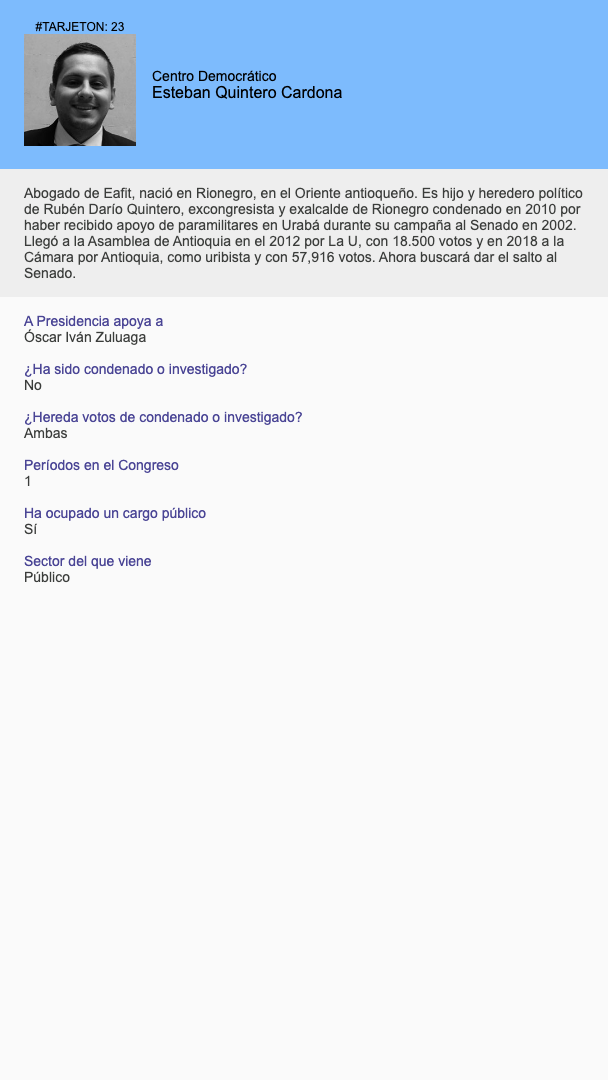 #TARJETON: 23
Centro Democrático
Esteban Quintero Cardona
Abogado de Eafit, nació en Rionegro, en el Oriente antioqueño. Es hijo y heredero político
de Rubén Darío Quintero, excongresista y exalcalde de Rionegro condenado en 2010 por
haber recibido apoyo de paramilitares en Urabá durante su campaña al Senado en 2002.
Llegó a la Asamblea de Antioquia en el 2012 por La U, con 18.500 votos y en 2018 a la
Cámara por Antioquia, como uribista y con 57,916 votos. Ahora buscará dar el salto al
Senado.
A Presidencia apoya a
Óscar Iván Zuluaga
¿Ha sido condenado o investigado?
No
¿Hereda votos de condenado o investigado?
Ambas
Períodos en el Congreso
1
Ha ocupado un cargo público
Sí
Sector del que viene
Público